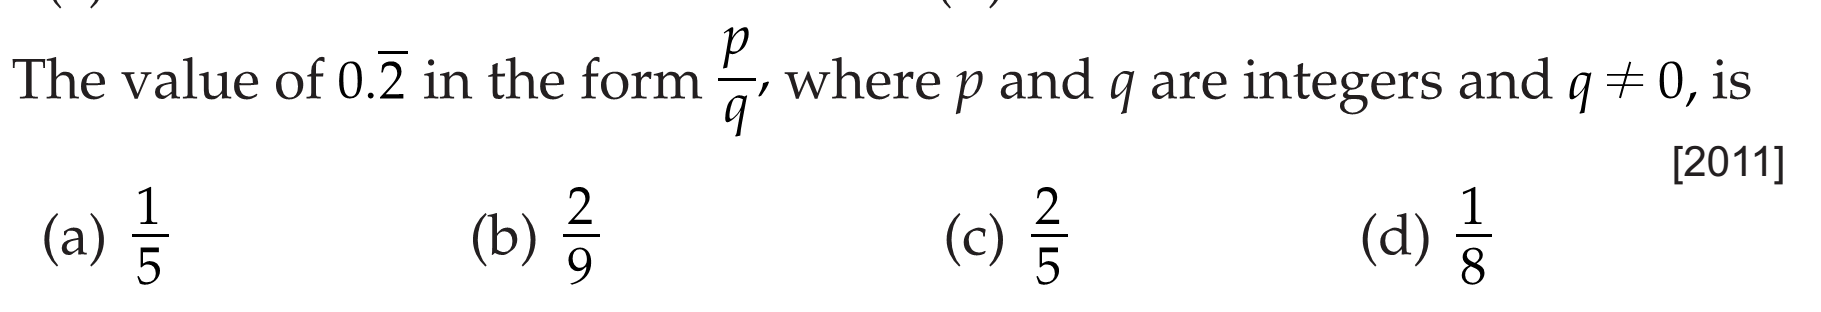 The value of 0.2̅ in the form p/q, where p and q are integers and q ≠ 0, is
[2011]
(a) 1/5 (b) 2/9 (c) 2/5 (d) 1/8